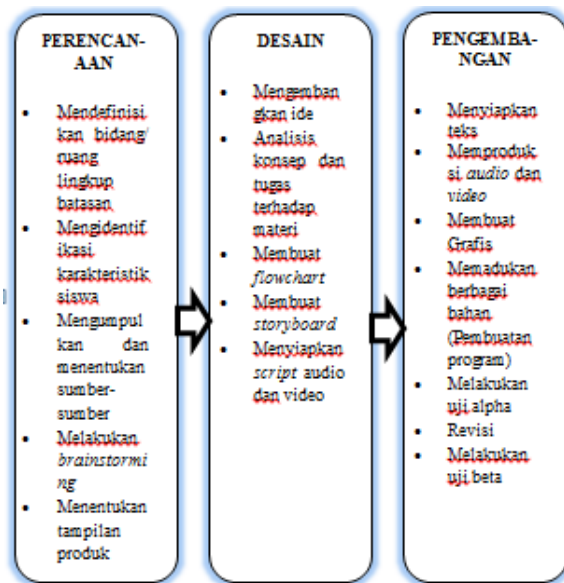 PERENCAN-
AAN
• Mendefinisi
kan bidang/
ruang
lingkup
batasan
• Mengidentif
ikasi
karakteristik
siswa
• Mengumpul
kan dan
menentukan
sumber-
sumber
• Melakukan
brainstormi
ng
• Menentukan
tampilan
produk
DESAIN
• Mengemban
gkan ide
• Analisis
konsep dan
tugas
terhadap
materi
• Membuat
flowchart
• Membuat
storyboard
• Menyiapkan
script audio
dan video
PENGEMBA-
NGAN
• Menyiapkan
teks
• Memproduk
si audio dan
video
• Membuat
Grafis
• Memadukan
berbagai
bahan
(Pembuatan
program)
• Melakukan
uji alpha
• Revisi
• Melakukan
uji beta